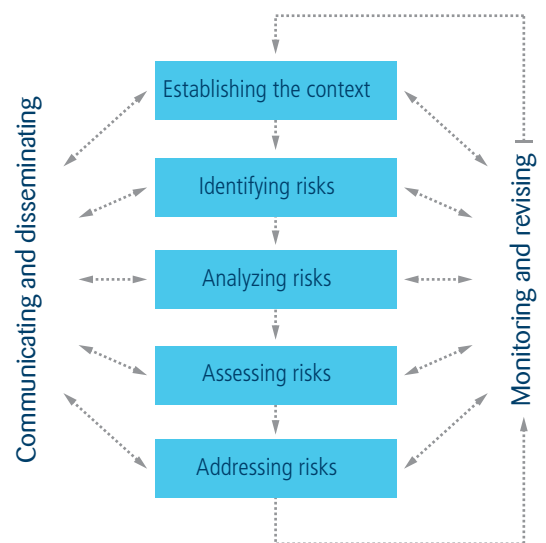 Communicating and disseminating
Establishing the context
Identifying risks
Analyzing risks
Assessing risks
Addressing risks
Monitoring and revising